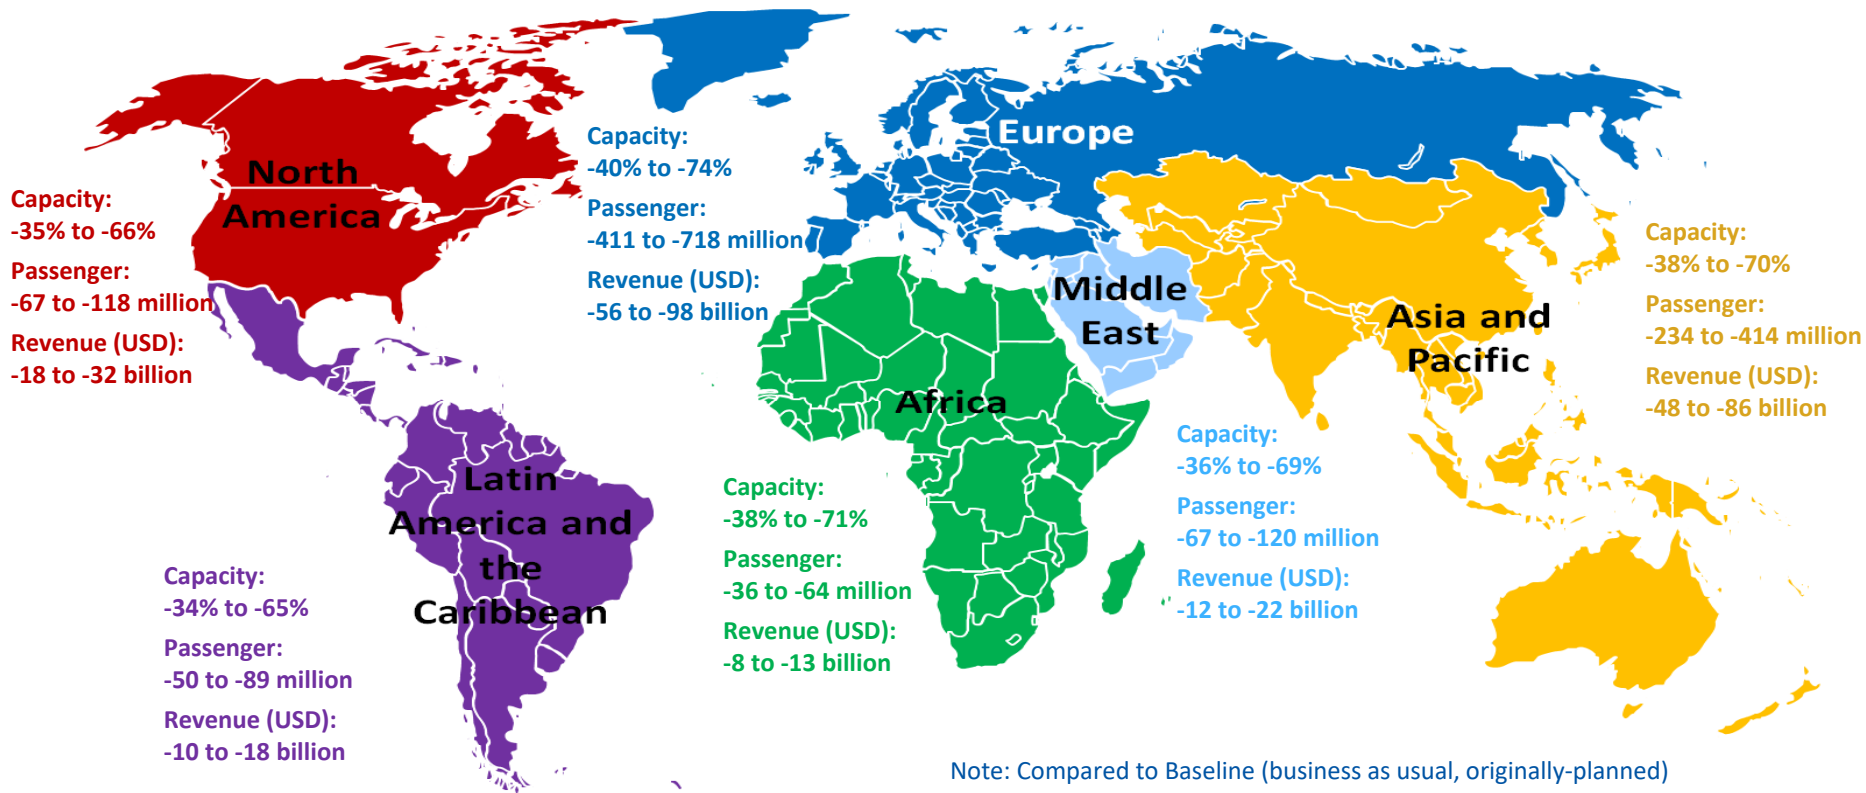 North
America
Capacity:
-35% to -66%
Passenger:
-67 to -118 million
Revenue (USD):
-18 to -32 billion
Capacity:
-40% to -74%
Passenger:
-411 to -718 million
Revenue (USD):
-56 to -98 billion
Europe
Middle
East
Asia and
Pacific
Capacity:
-38% to -70%
Passenger:
-234 to -414 million
Revenue (USD):
-48 to -86 billion
Africa
Latin
America and
the
Caribbean
Capacity:
-34% to -65%
Passenger:
-50 to -89 million
Revenue (USD):
-10 to -18 billion
Capacity:
-38% to -71%
Passenger:
-36 to -64 million
Revenue (USD):
-8 to -13 billion
Capacity:
-36% to -69%
Passenger:
-67 to -120 million
Revenue (USD):
-12 to -22 billion
Note: Compared to Baseline (business as usual, originally-planned)